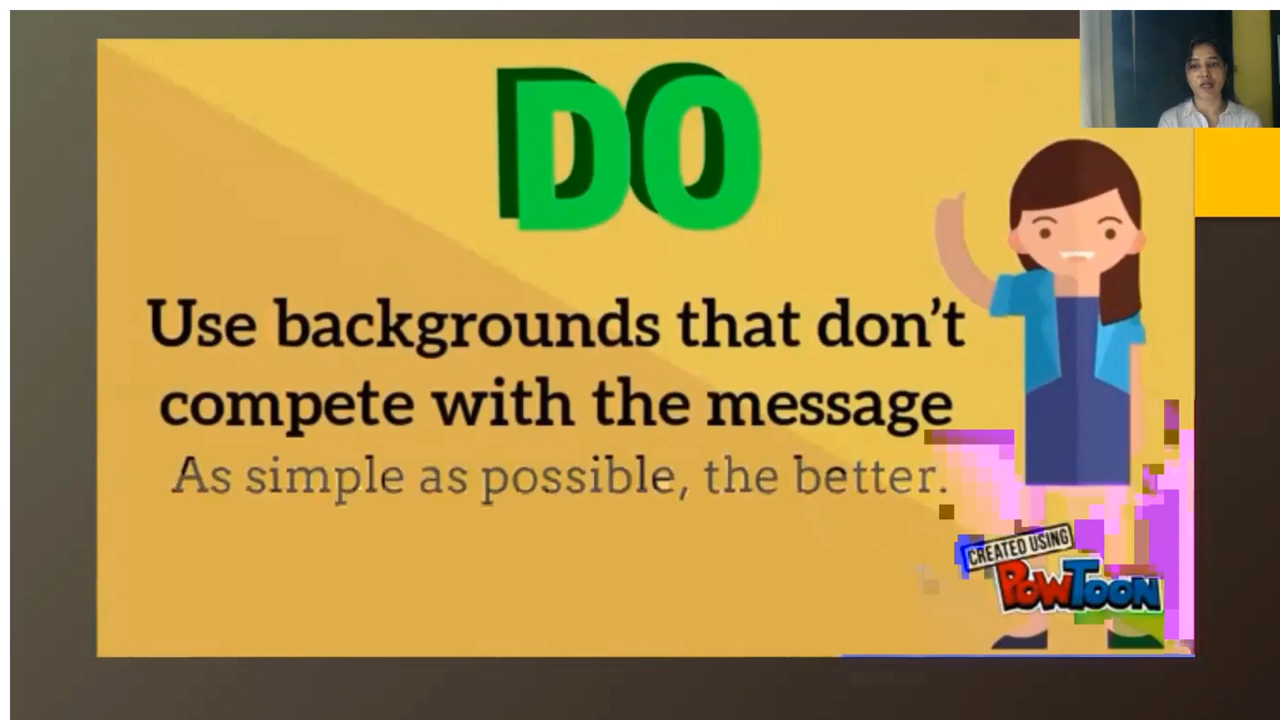 DO
Use backgrounds that don’t
compete with the message
As simple as possible, the better.
CREATED USING
POWTOON